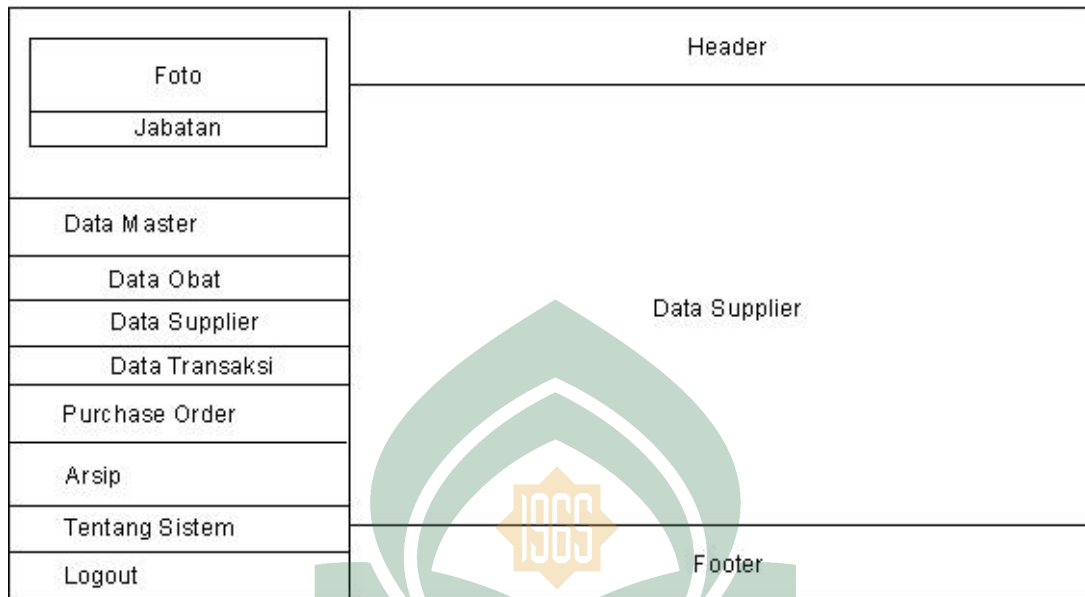 Foto
Jabatan
Data Master
Data Obat
Data Supplier
Data Transaksi
Purchase Order
Arsip
Tentang Sistem
Logout
Header
Data Supplier
1969
Footer